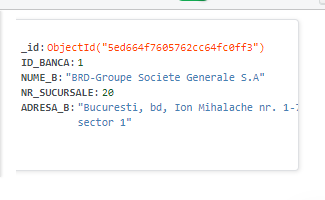 _id: ObjectId("5ed664f7605762cc64fc0ff3")
ID_BANCA: 1
NUME_B: "BRD-Groupe Societe Generale S.A"
NR_SUCURSALE: 20
ADRESA_B: "Bucuresti, bd, Ion Mihalache nr. 1-7
sector 1"